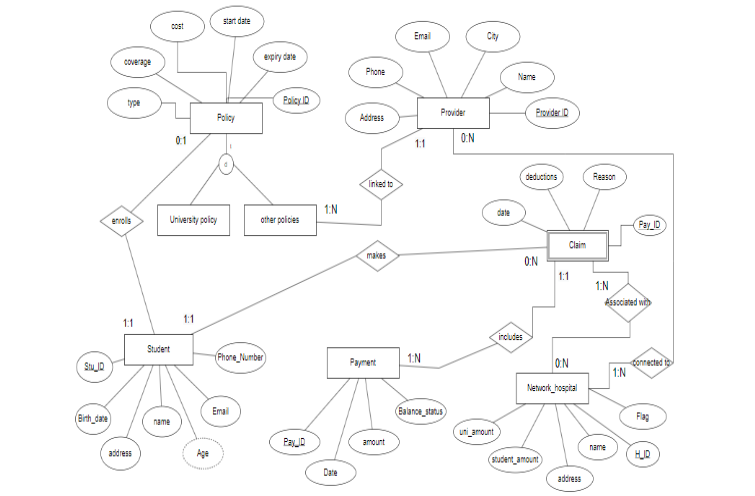 start date
cost
Email
City
coverage
expiry date
Phone
Name
type
Policy ID
Address
Provider
Provider ID
Policy
0:1
1:1
0:N
d
linked to
deductions
Reason
enrolls
University policy
other policies
1:N
date
Claim
Pay_ID
makes
0:N
1:1
1:N
Associated with
1:1
1:1
includes
Student
Phone_Number
Payment
1:N
0:N
connected to
1:N
Stu_ID
Network_hospital
Birth_date
name
Email
Balance_status
Flag
address
Age
Pay_ID
amount
Date
uni_amount
student_amount
address
name
H_ID